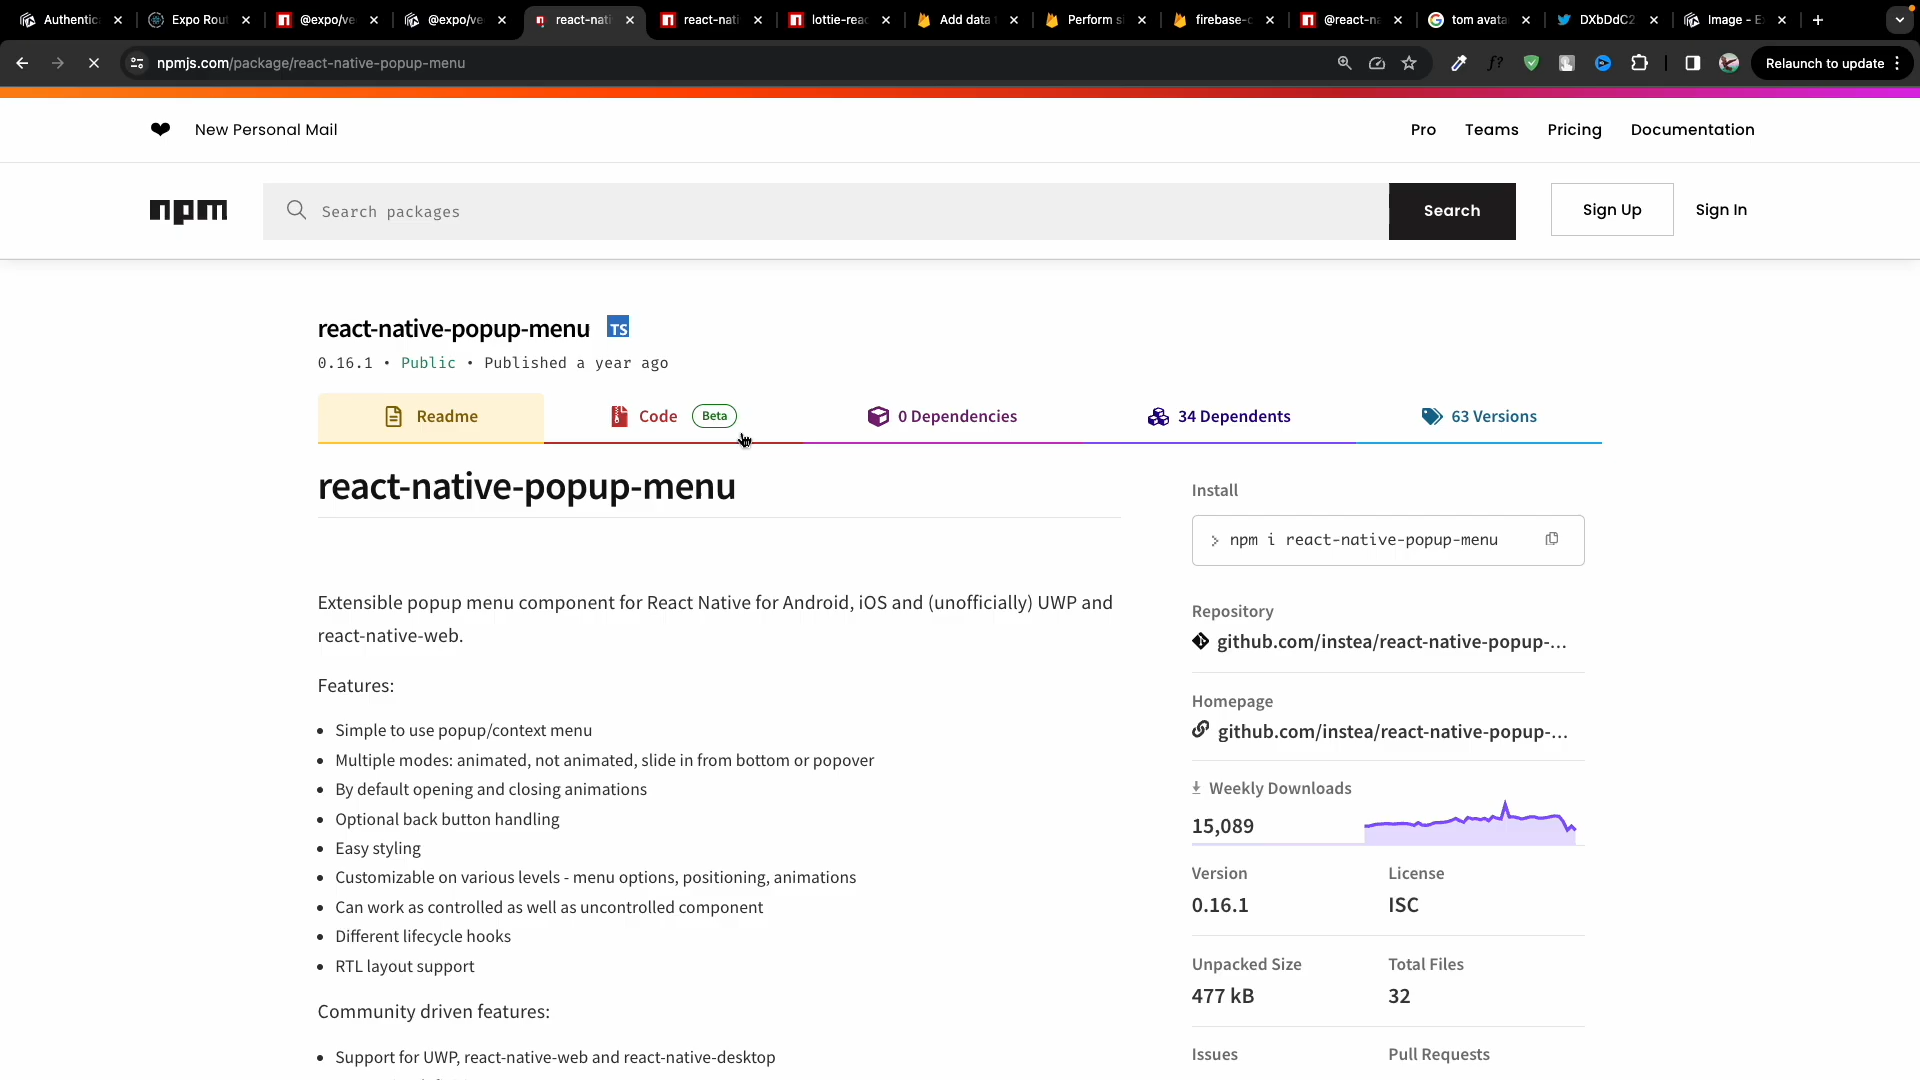 Authentic
Expo Rout
@expo/ve
@expo/ve
react-nati
react-nati
lottie-reac
Add data
Perform si
firebase-c
@react-na
tom avata
DXbDdC2
Image - E
npmjs.com/package/react-native-popup-menu
Relaunch to update
New Personal Mail
Pro
Teams
Pricing
Documentation
npm
Search packages
Search
Sign Up
Sign In
react-native-popup-menu TS
0.16.1 • Public • Published a year ago
Readme
Code Beta
0 Dependencies
34 Dependents
63 Versions
react-native-popup-menu
Extensible popup menu component for React Native for Android, iOS and (unofficially) UWP and
react-native-web.
Features:
• Simple to use popup/context menu
• Multiple modes: animated, not animated, slide in from bottom or popover
• By default opening and closing animations
• Optional back button handling
• Easy styling
• Customizable on various levels - menu options, positioning, animations
• Can work as controlled as well as uncontrolled component
• Different lifecycle hooks
• RTL layout support
Community driven features:
• Support for UWP, react-native-web and react-native-desktop
Install
> npm i react-native-popup-menu
Repository
github.com/instea/react-native-popup-...
Homepage
github.com/instea/react-native-popup-...
Weekly Downloads
15,089
Version
License
0.16.1
ISC
Unpacked Size
Total Files
477 kB
32
Issues
Pull Requests